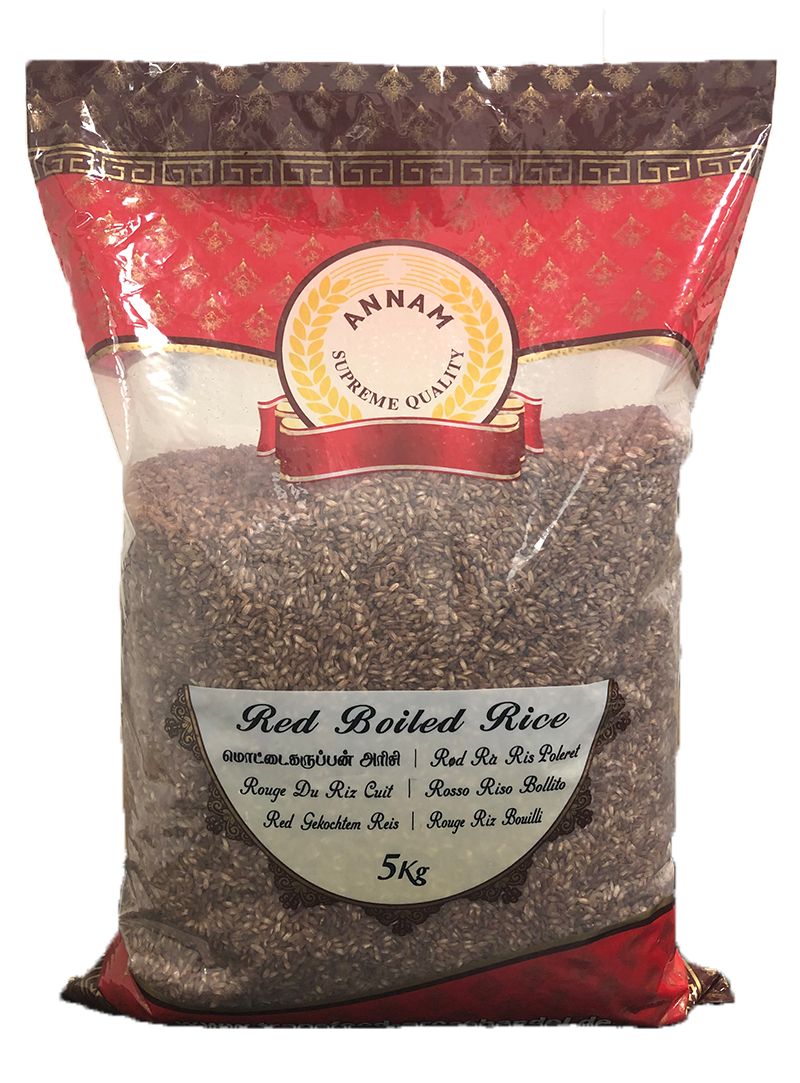 ANNAM
SUPREME QUALITY
Red Boiled Rice
மொட்டைகருப்பன் அரிசி | Rød Rå Ris Poleret
Rouge Du Riz Cuit | Rosso Riso Bollito
Red Gekochtem Reis | Rouge Riz Bouilli
5Kg